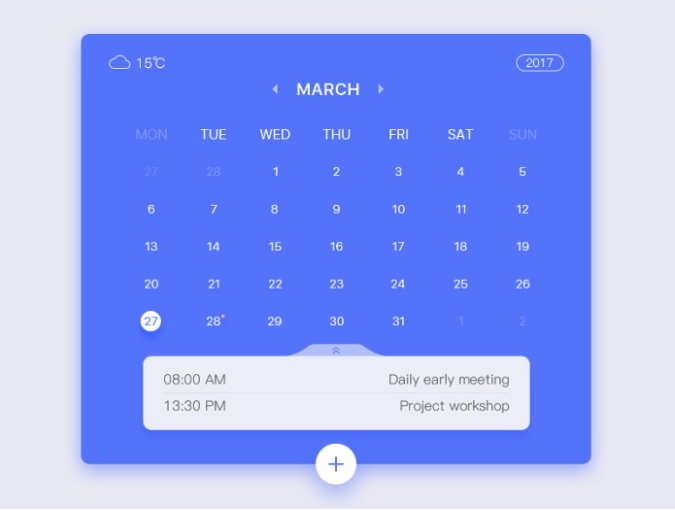 15℃ 2017
MARCH
MON TUE WED THU FRI SAT SUN
27 28 1 2 3 4 5
6 7 8 9 10 11 12
13 14 15 16 17 18 19
20 21 22 23 24 25 26
27 28 29 30 31 1 2
08:00 AM Daily early meeting
13:30 PM Project workshop